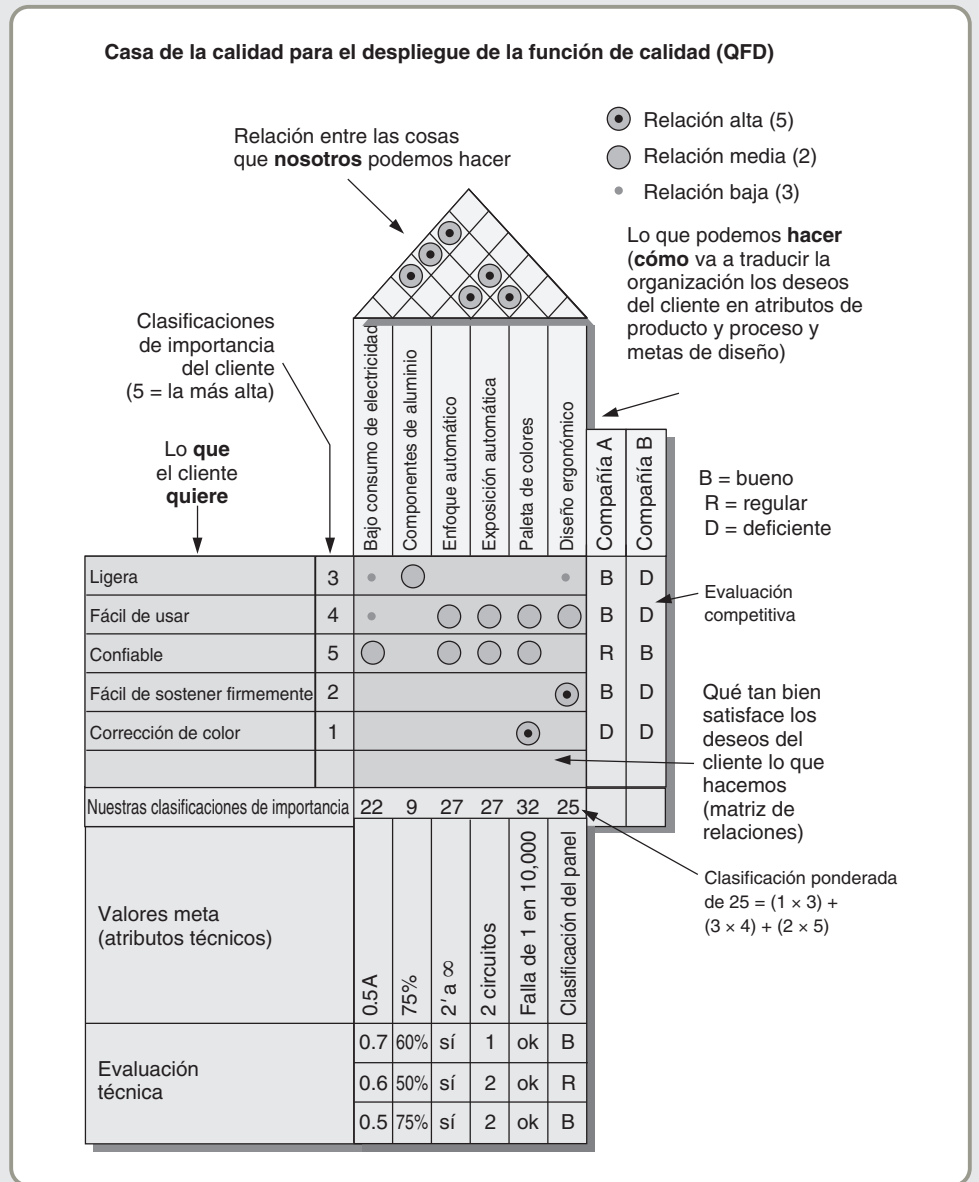 Casa de la calidad para el despliegue de la función de calidad (QFD)
Relación entre las cosas
que nosotros podemos hacer
Relación alta (5)
Relación media (2)
Relación baja (3)
Lo que podemos hacer
(cómo va a traducir la
organización los deseos
del cliente en atributos de
producto y proceso y
metas de diseño)
Clasificaciones
de importancia
del cliente
(5 = la más alta)
Lo que
el cliente
quiere
Bajo consumo de electricidad
Componentes de aluminio
Enfoque automático
Exposición automática
Paleta de colores
Diseño ergonómico
Compañía A
Compañía B
B = bueno
R = regular
D = deficiente
Ligera 3 B D
Fácil de usar 4 B D
Confiable 5 R B
Fácil de sostener firmemente 2 B D
Corrección de color 1 D D
Evaluación
competitiva
Qué tan bien
satisface los
deseos del
cliente lo que
hacemos
(matriz de
relaciones)
Nuestras clasificaciones de importancia 22 9 27 27 32 25
Clasificación ponderada
de 25 = (1 × 3) +
(3 × 4) + (2 × 5)
Valores meta
(atributos técnicos)
0.5 A
75%
2' a ∞
2 circuitos
Falla de 1 en 10,000
Clasificación del panel
Evaluación
técnica
0.7 60% sí 1 ok B
0.6 50% sí 2 ok R
0.5 75% sí 2 ok B